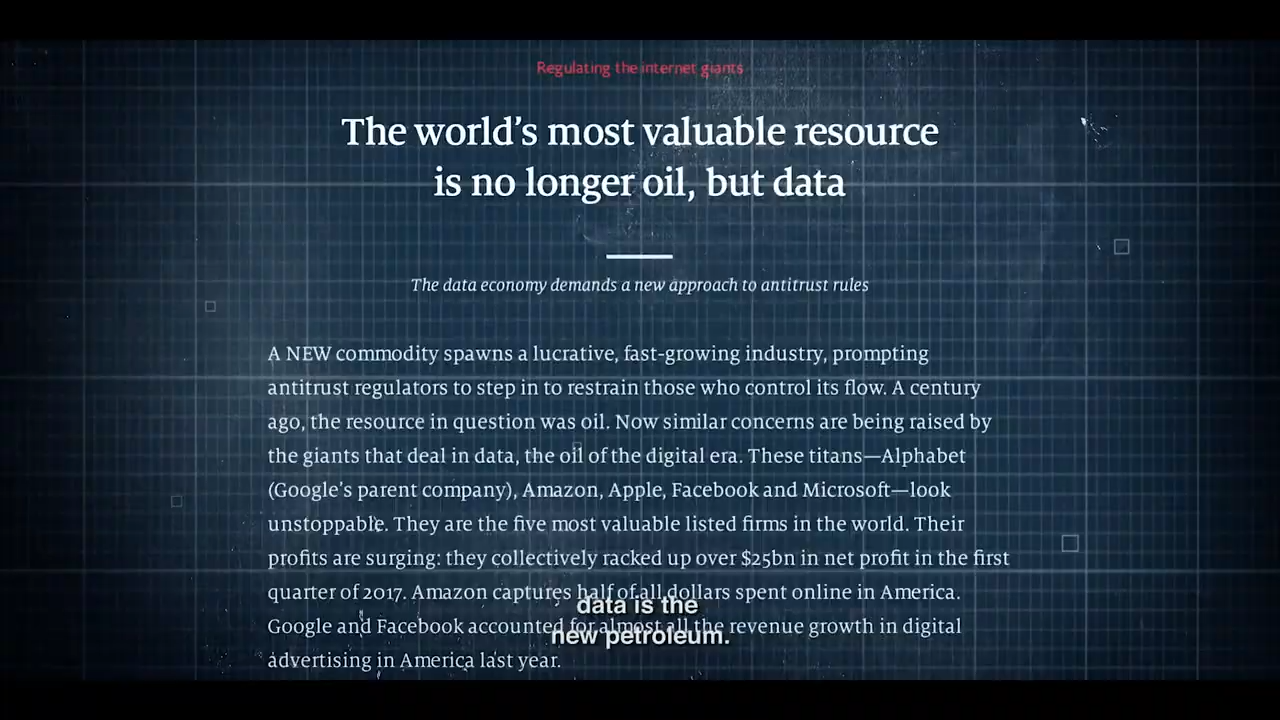 Regulating the internet giants
The world's most valuable resource
is no longer oil, but data
The data economy demands a new approach to antitrust rules
A NEW commodity spawns a lucrative, fast-growing industry, prompting
antitrust regulators to step in to restrain those who control its flow. A century
ago, the resource in question was oil. Now similar concerns are being raised by
the giants that deal in data, the oil of the digital era. These titans—Alphabet
(Google's parent company), Amazon, Apple, Facebook and Microsoft—look
unstoppable. They are the five most valuable listed firms in the world. Their
profits are surging: they collectively racked up over $25bn in net profit in the first
quarter of 2017. Amazon captures half of all dollars spent online in America.
Google and Facebook accounted for almost all the revenue growth in digital
advertising in America last year.
data is the
new petroleum.